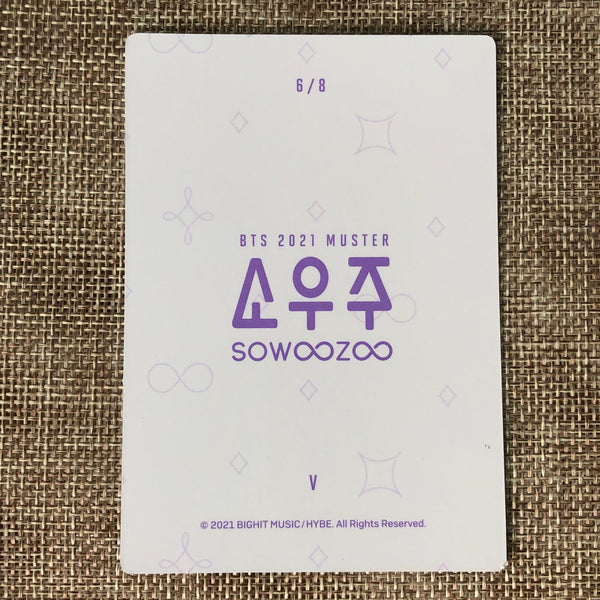 6/8
BTS 2021 MUSTER
소우주
SOWOOZOO
V
© 2021 BIGHIT MUSIC/HYBE. All Rights Reserved.